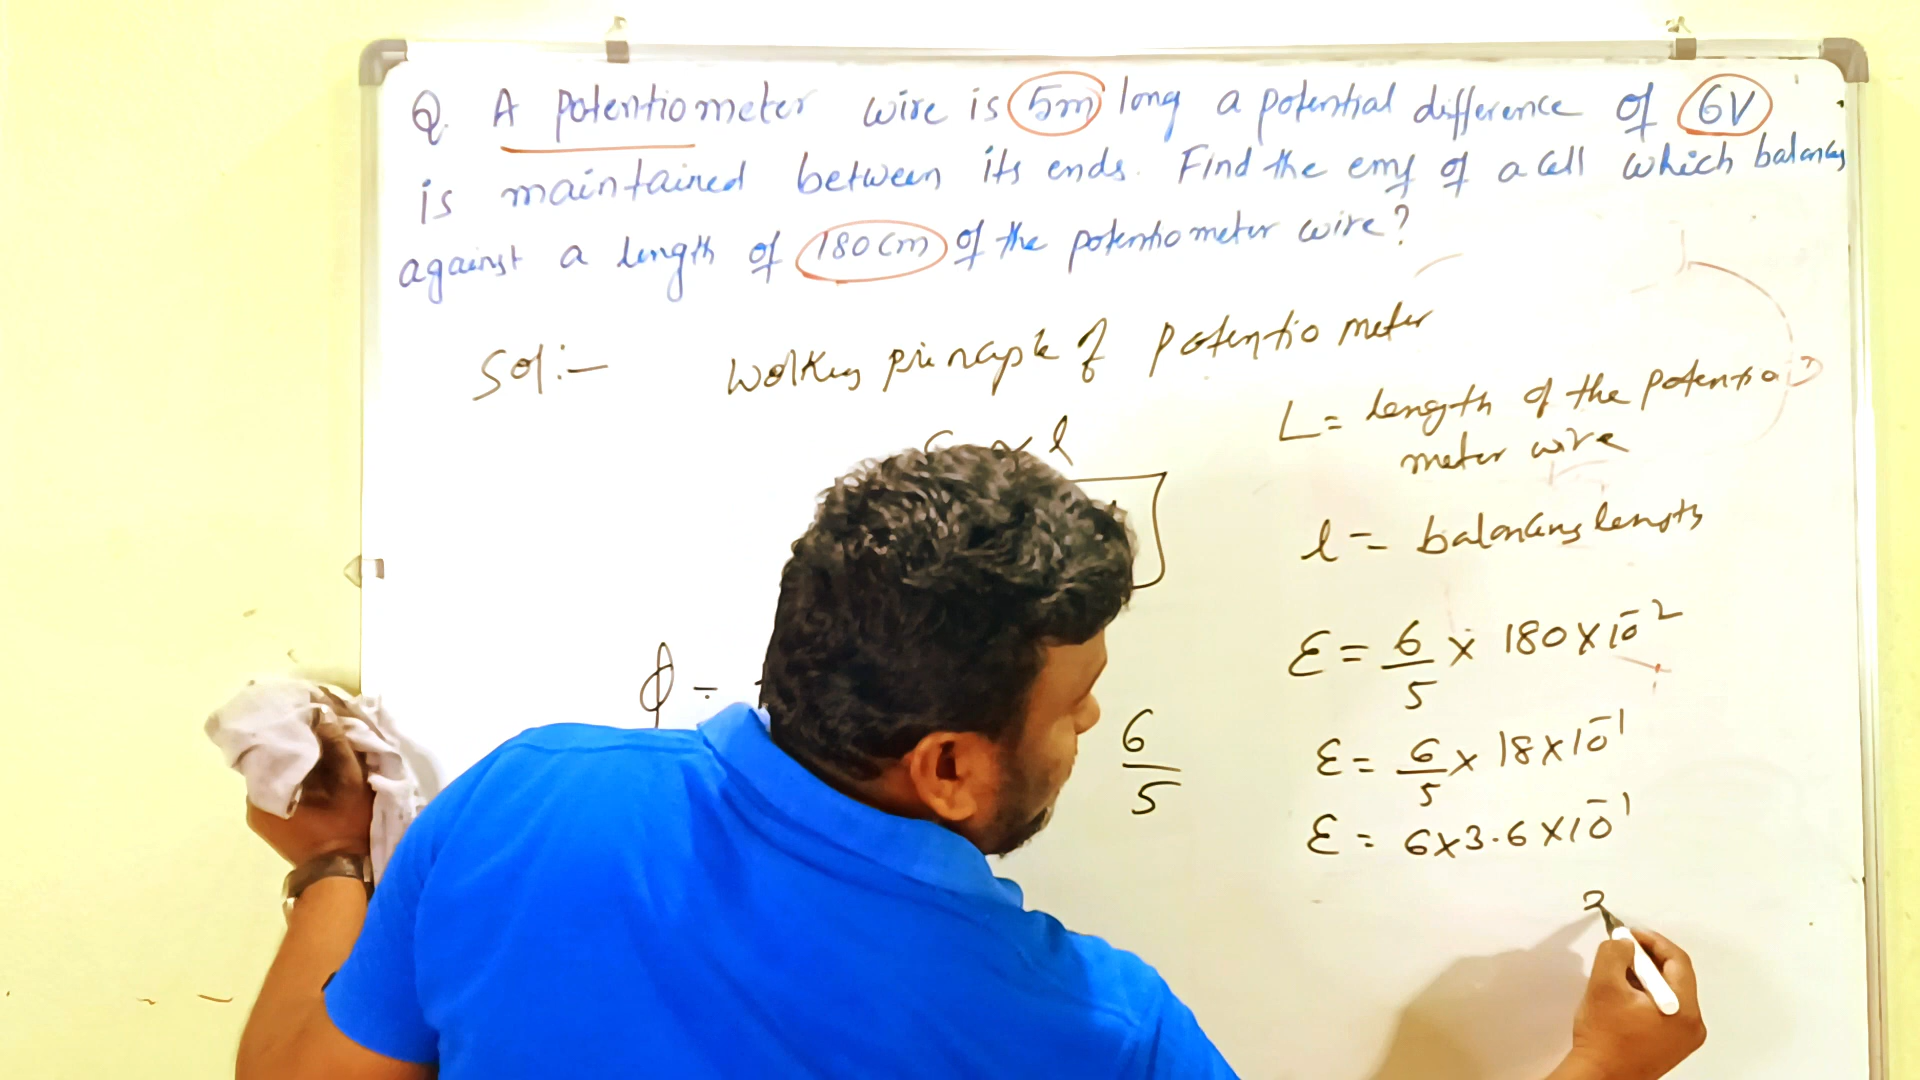 Q. A potentiometer wire is 5m long a potential difference of 6V
is maintained between its ends. Find the emf of a cell which balances
against a length of 180cm of the potentiometer wire?
Sol:- Working principle of potentiometer
∝ l
ϕ =
6/5
L = length of the potentio
meter wire
l = balancing length
ε = 6/5 × 180 × 10^-2
ε = 6/5 × 18 × 10^-1
ε = 6×3.6×10^-1